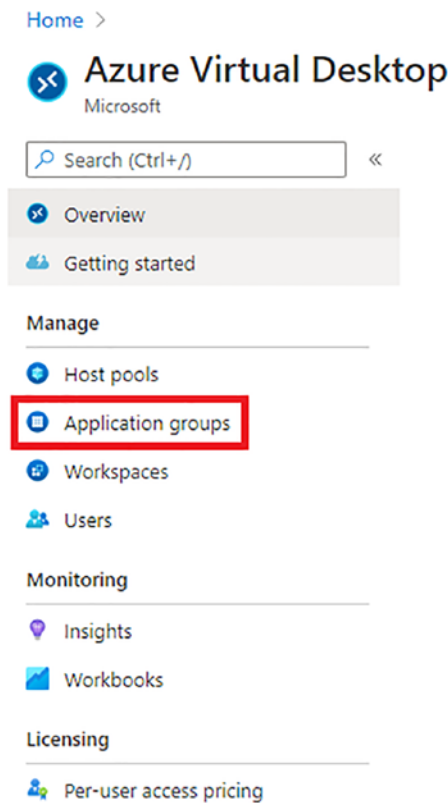 Home >
Azure Virtual Desktop
Microsoft
Search (Ctrl+/)
«
Overview
Getting started
Manage
Host pools
Application groups
Workspaces
Users
Monitoring
Insights
Workbooks
Licensing
Per-user access pricing